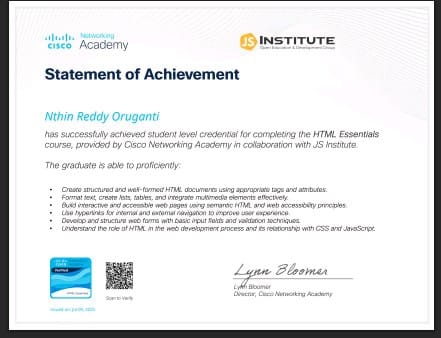 Networking
CISCO Academy
JS INSTITUTE
Open Education & Development Group
Statement of Achievement
Nthin Reddy Oruganti
has successfully achieved student level credential for completing the HTML Essentials
course, provided by Cisco Networking Academy in collaboration with JS Institute.
The graduate is able to proficiently:
• Create structured and well-formed HTML documents using appropriate tags and attributes.
• Format text, create lists, tables, and integrate multimedia elements effectively.
• Build interactive and accessible web pages using semantic HTML and web accessibility principles.
• Use hyperlinks for internal and external navigation to improve user experience.
• Develop and structure web forms with basic input fields and validation techniques.
• Understand the role of HTML in the web development process and its relationship with CSS and JavaScript.
Scan to Verify
Lynn Bloomer
Lynn Bloomer
Director, Cisco Networking Academy